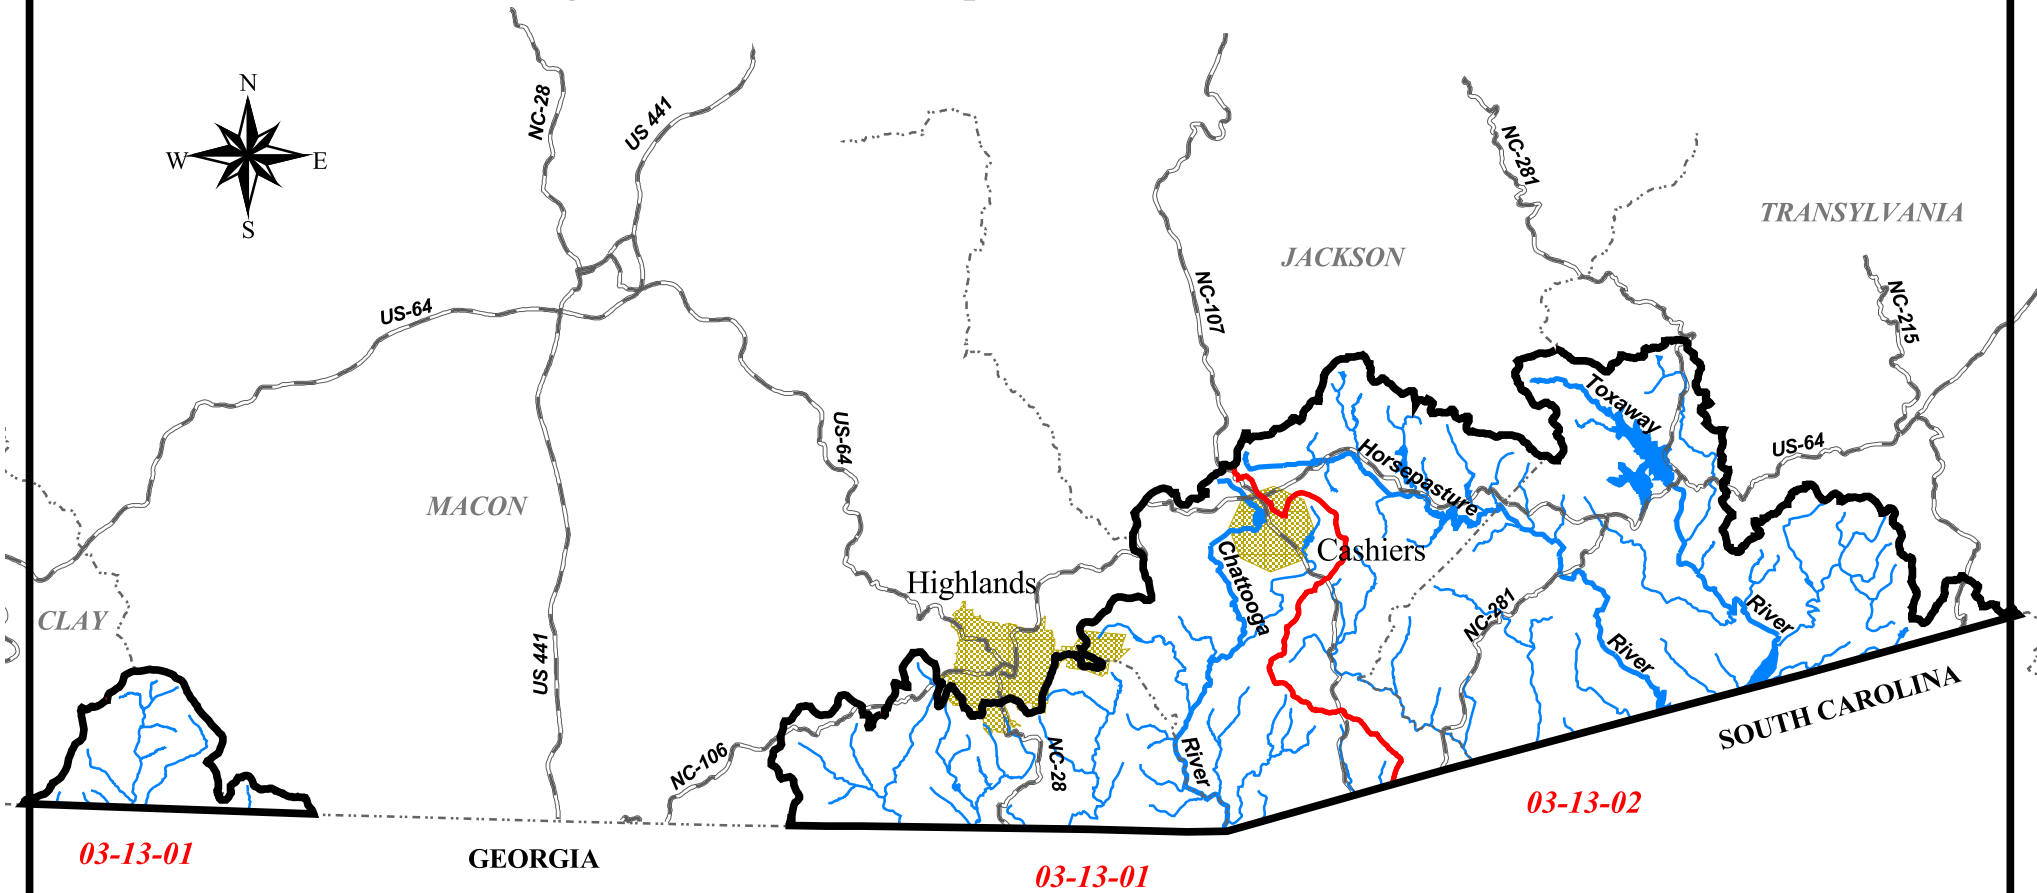 N
W
E
S
NC-28
US 441
NC-281
TRANSYLVANIA
JACKSON
NC-107
NC-215
US-64
US-64
Toxaway
US-64
Horsepasture
MACON
Cashiers
Chattooga
Highlands
CLAY
NC-281
River
River
US 441
SOUTH CAROLINA
River
NC-106
NC-28
03-13-02
03-13-01
GEORGIA
03-13-01